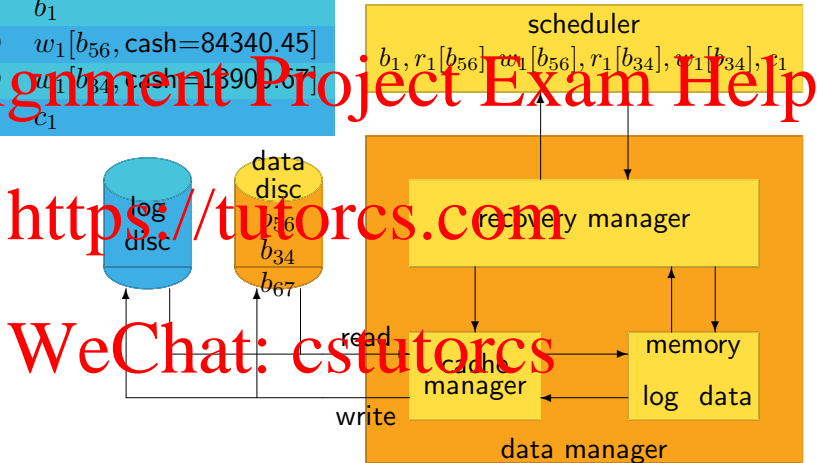 b1
w1[b56, cash=84340.45]
w1[b34, cash=18900.67]
c1
scheduler
b1, r1[b56], w1[b56], r1[b34], w1[b34], c1
Assignment Project Exam Help
log
disc
data
disc
b56
b34
b67
recovery manager
https://tutorcs.com
read
WeChat: cstutorcs
cache
manager
memory
log data
write
data manager